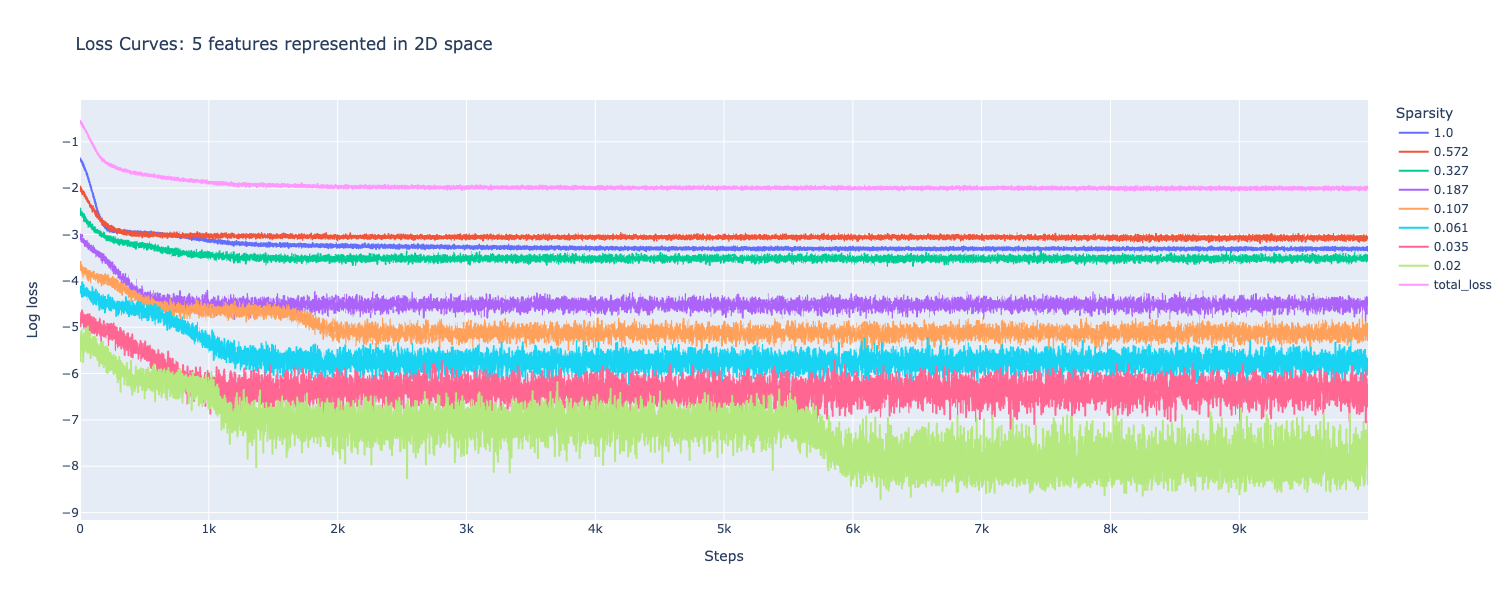 Loss Curves: 5 features represented in 2D space
Sparsity
1.0
0.572
0.327
0.187
0.107
0.061
0.035
0.02
total_loss
Log loss
−1
−2
−3
−4
−5
−6
−7
−8
−9
0 1k 2k 3k 4k 5k 6k 7k 8k 9k
Steps